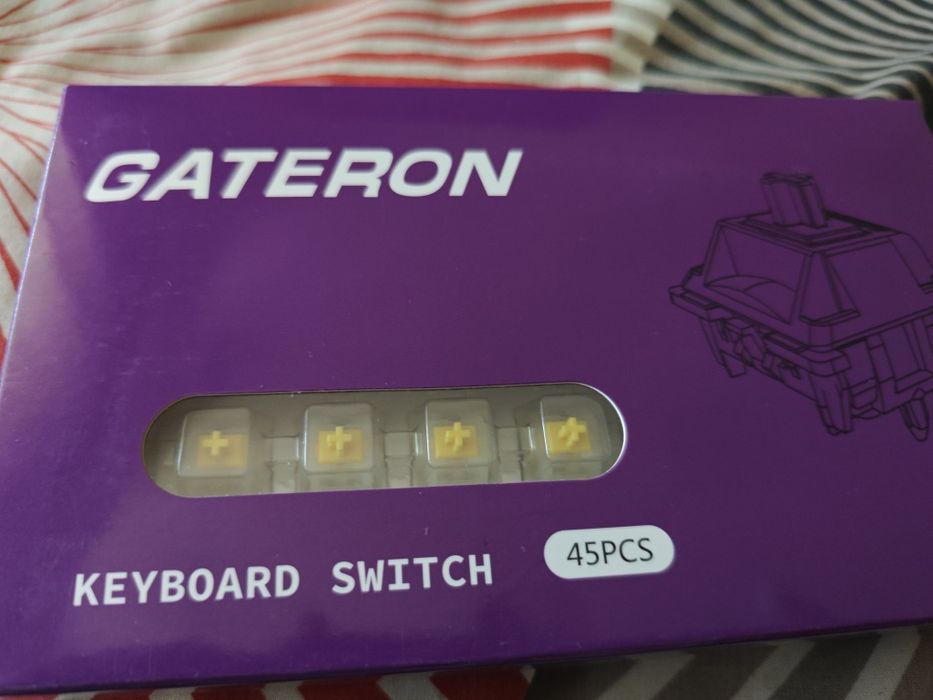 GATERON
KEYBOARD SWITCH
45PCS